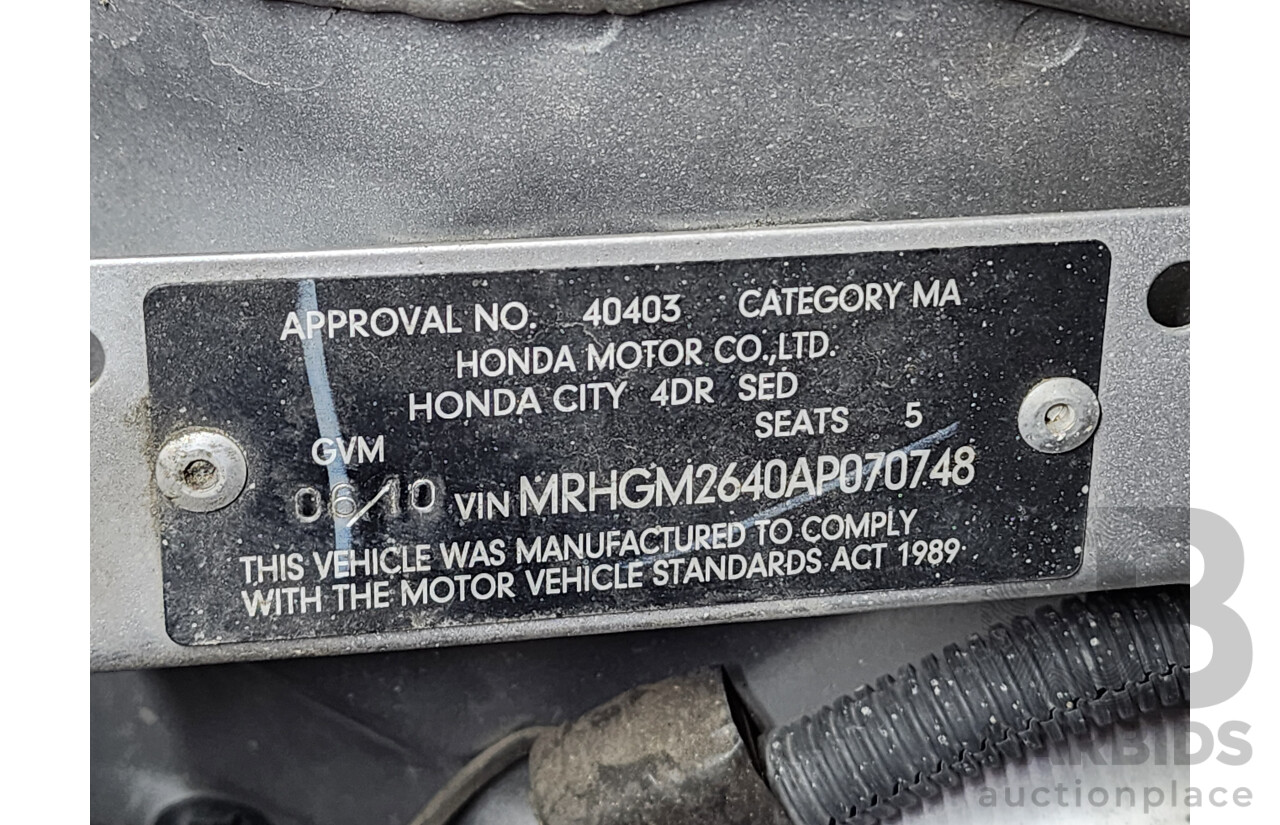 APPROVAL NO. 40403 CATEGORY MA
HONDA MOTOR CO.,LTD.
HONDA CITY 4DR SED
SEATS 5
GVM
06/10 VIN MRHGM2640AP070748
THIS VEHICLE WAS MANUFACTURED TO COMPLY
WITH THE MOTOR VEHICLE STANDARDS ACT 1989
auctionplace